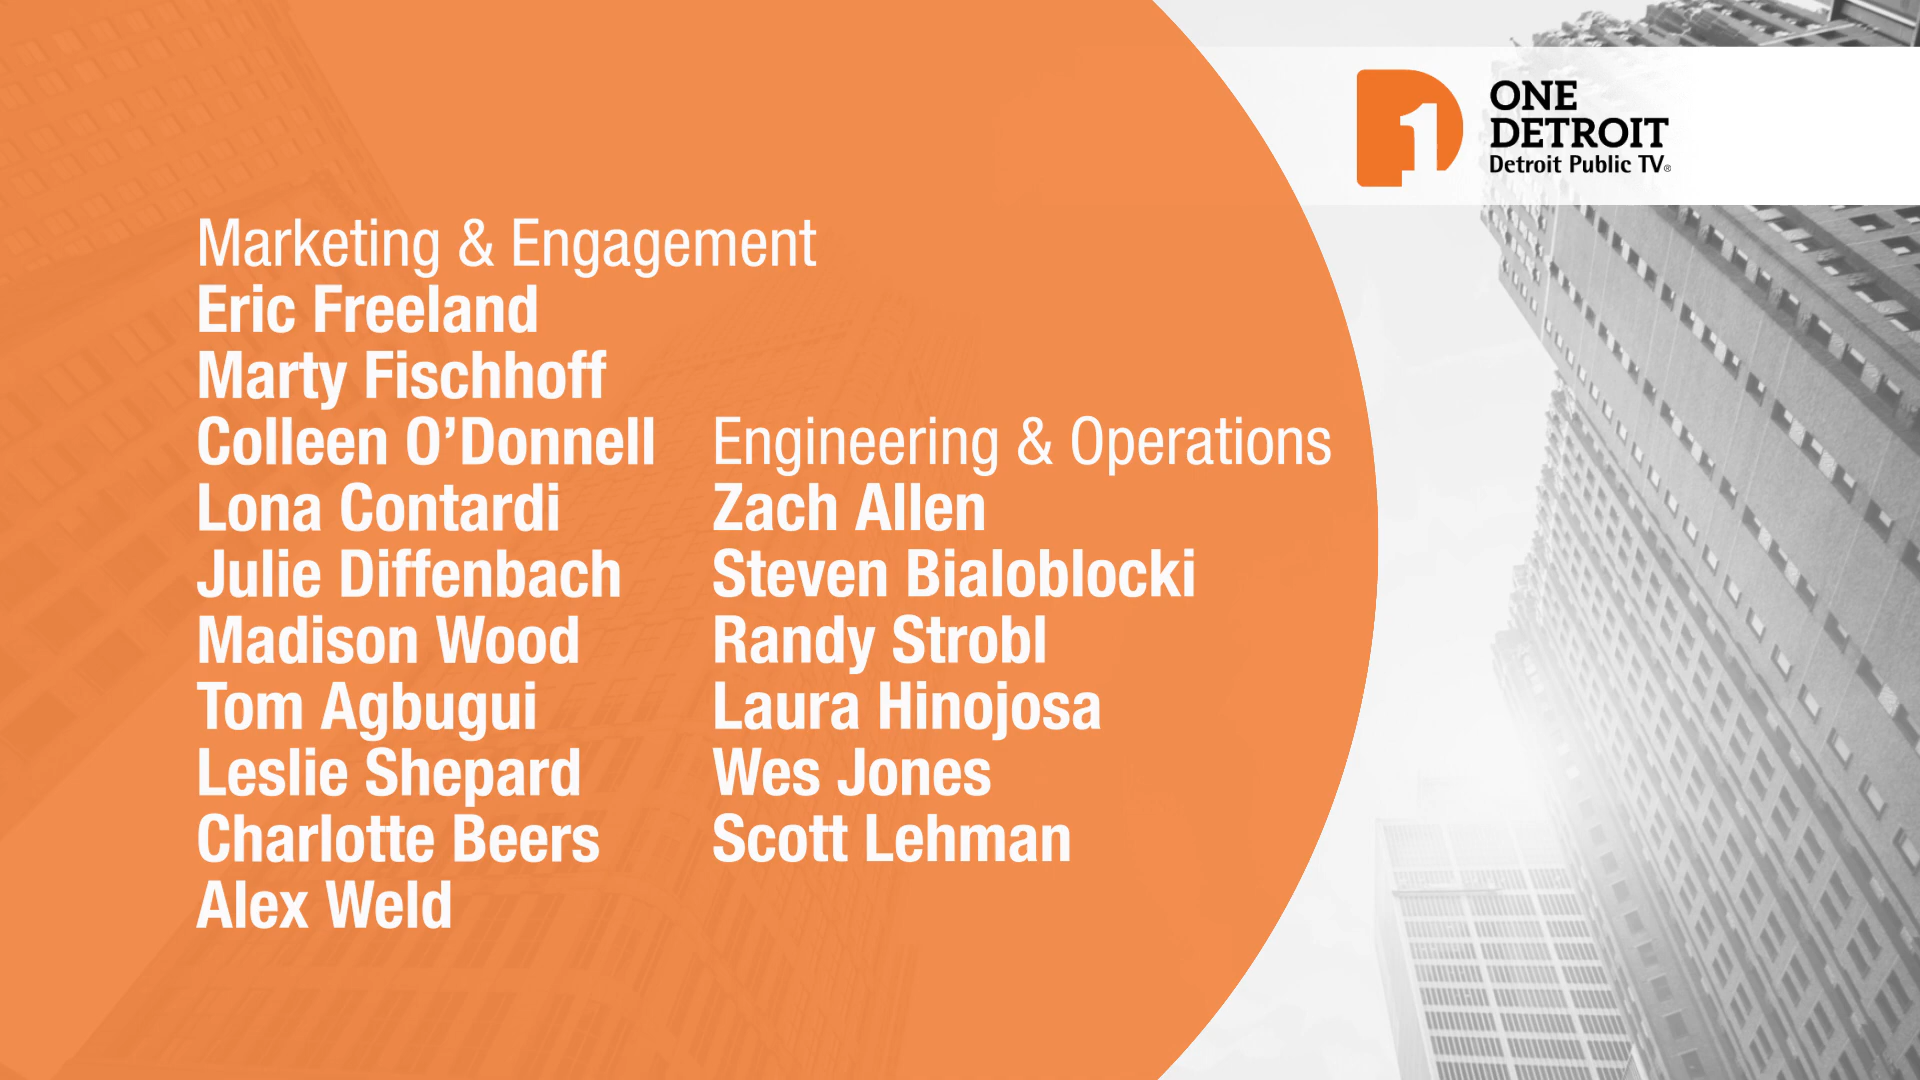 1
ONE
DETROIT
Detroit Public TV®
Marketing & Engagement
Eric Freeland
Marty Fischhoff
Colleen O’Donnell
Lona Contardi
Julie Diffenbach
Madison Wood
Tom Agbugui
Leslie Shepard
Charlotte Beers
Alex Weld
Engineering & Operations
Zach Allen
Steven Bialoblocki
Randy Strobl
Laura Hinojosa
Wes Jones
Scott Lehman